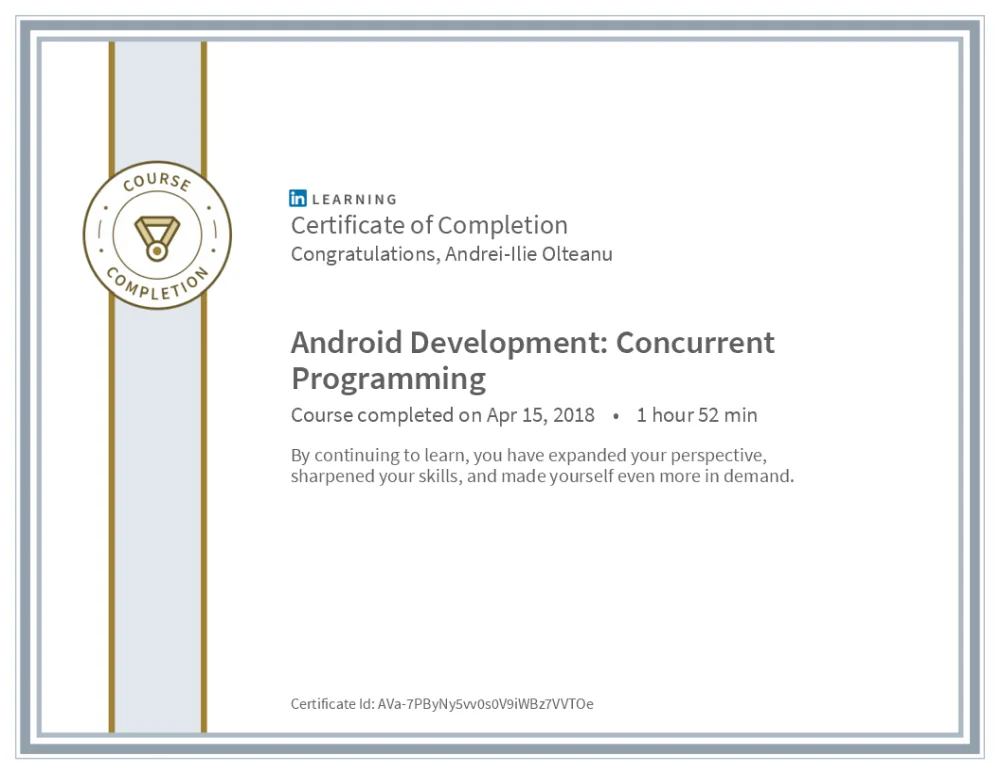 COURSE
COMPLETION
in LEARNING
Certificate of Completion
Congratulations, Andrei-Ilie Olteanu
Android Development: Concurrent
Programming
Course completed on Apr 15, 2018 • 1 hour 52 min
By continuing to learn, you have expanded your perspective,
sharpened your skills, and made yourself even more in demand.
Certificate Id: AVa-7PByNy5vv0s0V9iWBz7VVTOe